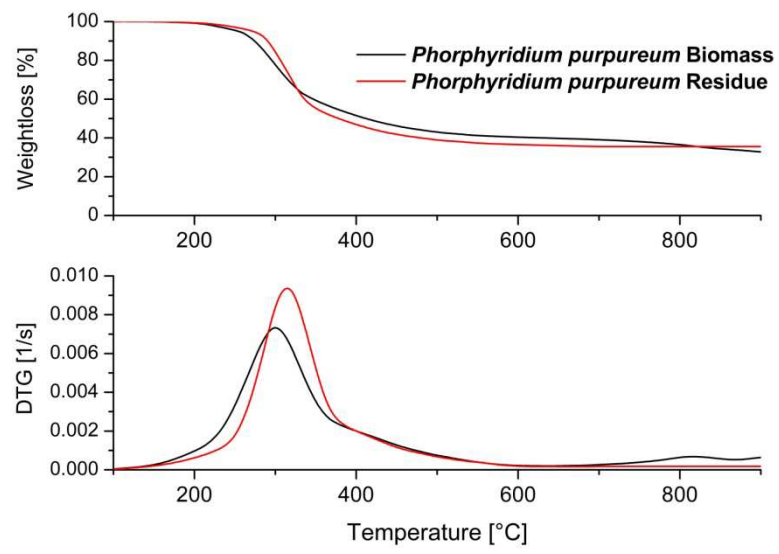 100
80
60
40
20
0
Weightloss [%]
Phorphyridium purpureum Biomass
Phorphyridium purpureum Residue
200 400 600 800
0.010
0.008
0.006
0.004
0.002
0.000
DTG [1/s]
200 400 600 800
Temperature [°C]